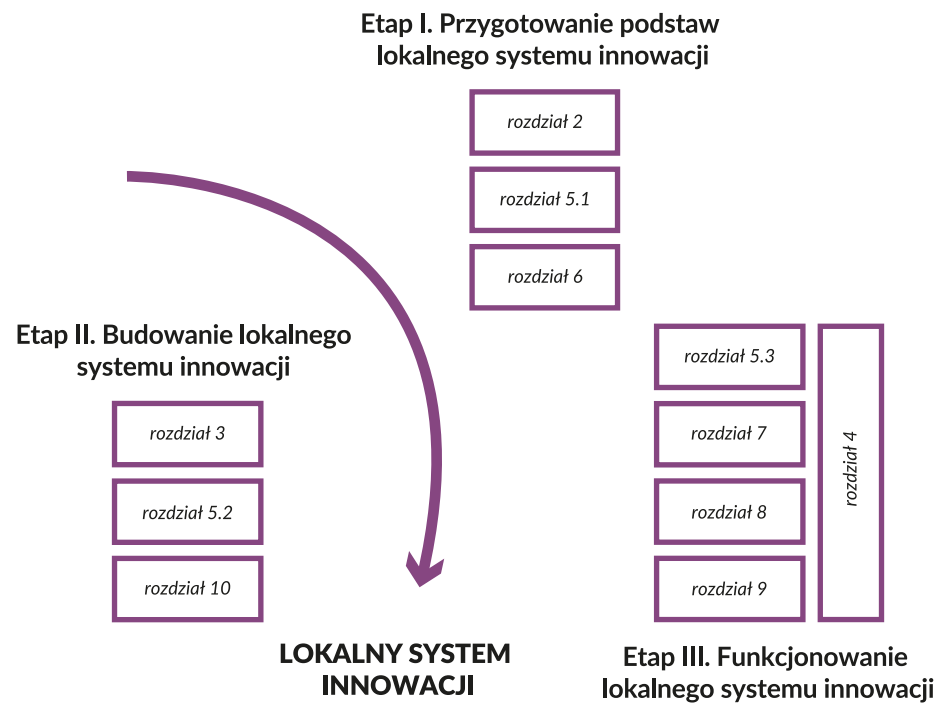 Etap I. Przygotowanie podstaw
lokalnego systemu innowacji
rozdział 2
rozdział 5.1
rozdział 6
Etap II. Budowanie lokalnego
systemu innowacji
rozdział 3
rozdział 5.2
rozdział 10
rozdział 5.3
rozdział 7
rozdział 8
rozdział 9
rozdział 4
Etap III. Funkcjonowanie
lokalnego systemu innowacji
LOKALNY SYSTEM
INNOWACJI